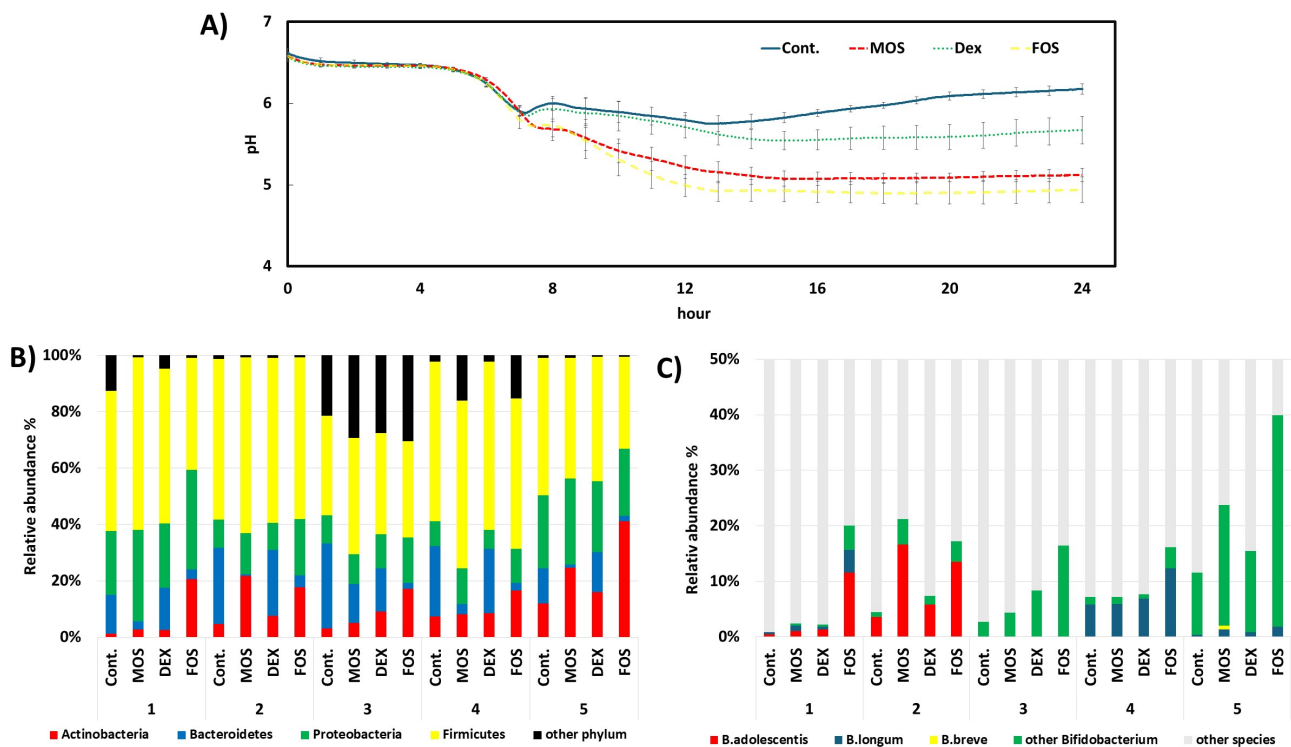 A)
7
6
5
4
pH
Cont. MOS Dex FOS
0 4 8 12 16 20 24
hour
B)
100%
80%
60%
40%
20%
0%
Relative abundance %
Cont. MOS DEX FOS Cont. MOS DEX FOS Cont. MOS DEX FOS Cont. MOS DEX FOS Cont. MOS DEX FOS
1 2 3 4 5
Actinobacteria Bacteroidetes Proteobacteria Firmicutes other phylum
C)
50%
40%
30%
20%
10%
0%
Relativ abundance %
Cont. MOS DEX FOS Cont. MOS DEX FOS Cont. MOS DEX FOS Cont. MOS DEX FOS Cont. MOS DEX FOS
1 2 3 4 5
B.adolescentis B.longum B.breve other Bifidobacterium other species